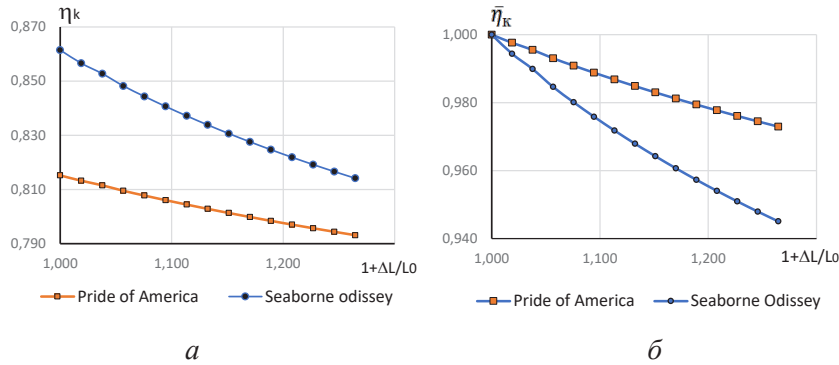 ηk
0,870
0,850
0,830
0,810
0,790
1,000 1,100 1,200 1+ΔL/L0
Pride of America Seaborne odissey
а
η̄К
1,000
0,980
0,960
0,940
1,000 1,100 1,200 1+ΔL/L0
Pride of America Seaborne Odissey
б